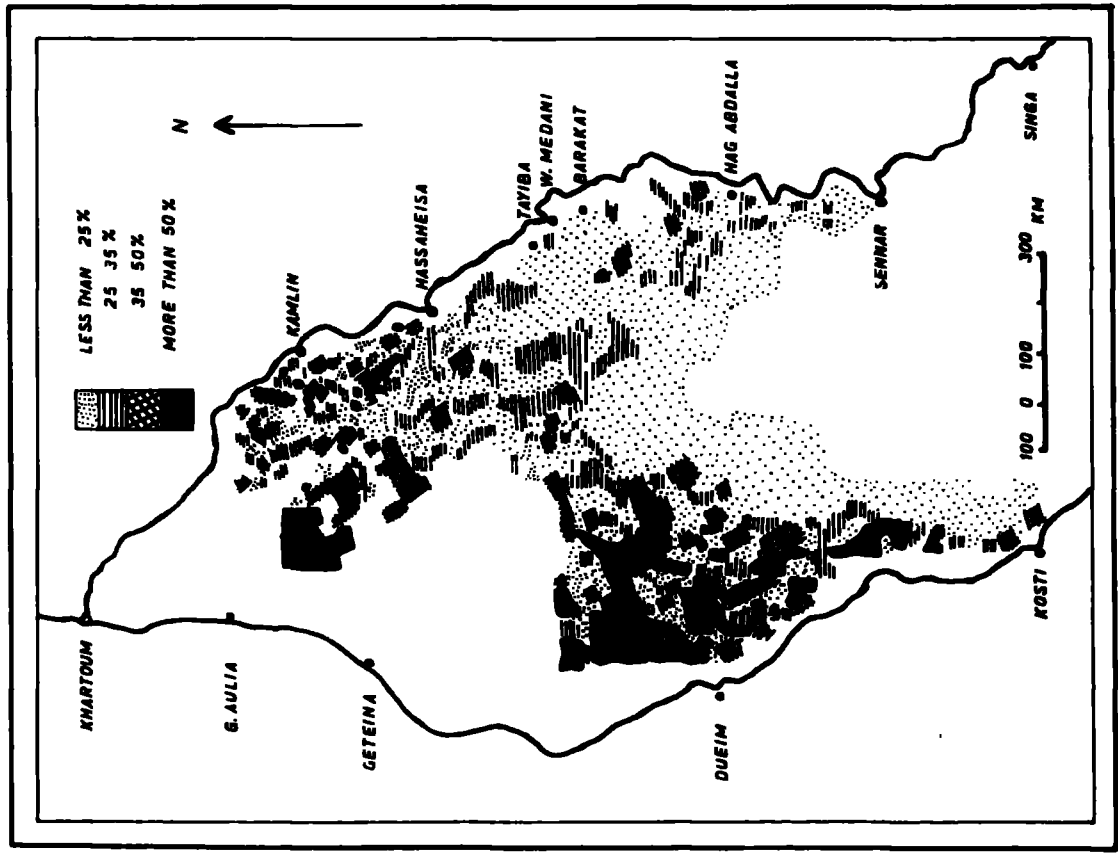 N
LESS THAN 25%
25 35%
35 50%
MORE THAN 50%
KHARTOUM
G. AULIA
GETEINA
KAMLIN
HASSAHEISA
TAYIBA
W. MEDANI
BARAKAT
HAG ABDALLA
DUEIM
SENNAR
SINGA
KOSTI
100 0 100 300 KM